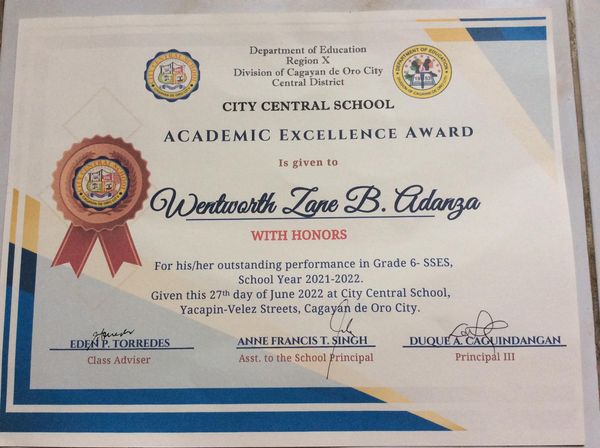 Department of Education
Region X
Division of Cagayan de Oro City
Central District
CITY CENTRAL SCHOOL
ACADEMIC EXCELLENCE AWARD
Is given to
Wentworth Zane B. Adanza
WITH HONORS
For his/her outstanding performance in Grade 6- SSES,
School Year 2021-2022.
Given this 27th day of June 2022 at City Central School,
Yacapin-Velez Streets, Cagayan de Oro City.
EDEN P. TORREDES
Class Adviser
ANNE FRANCIS T. SINGH
Asst. to the School Principal
DUQUE A. CAGUINDANGAN
Principal III